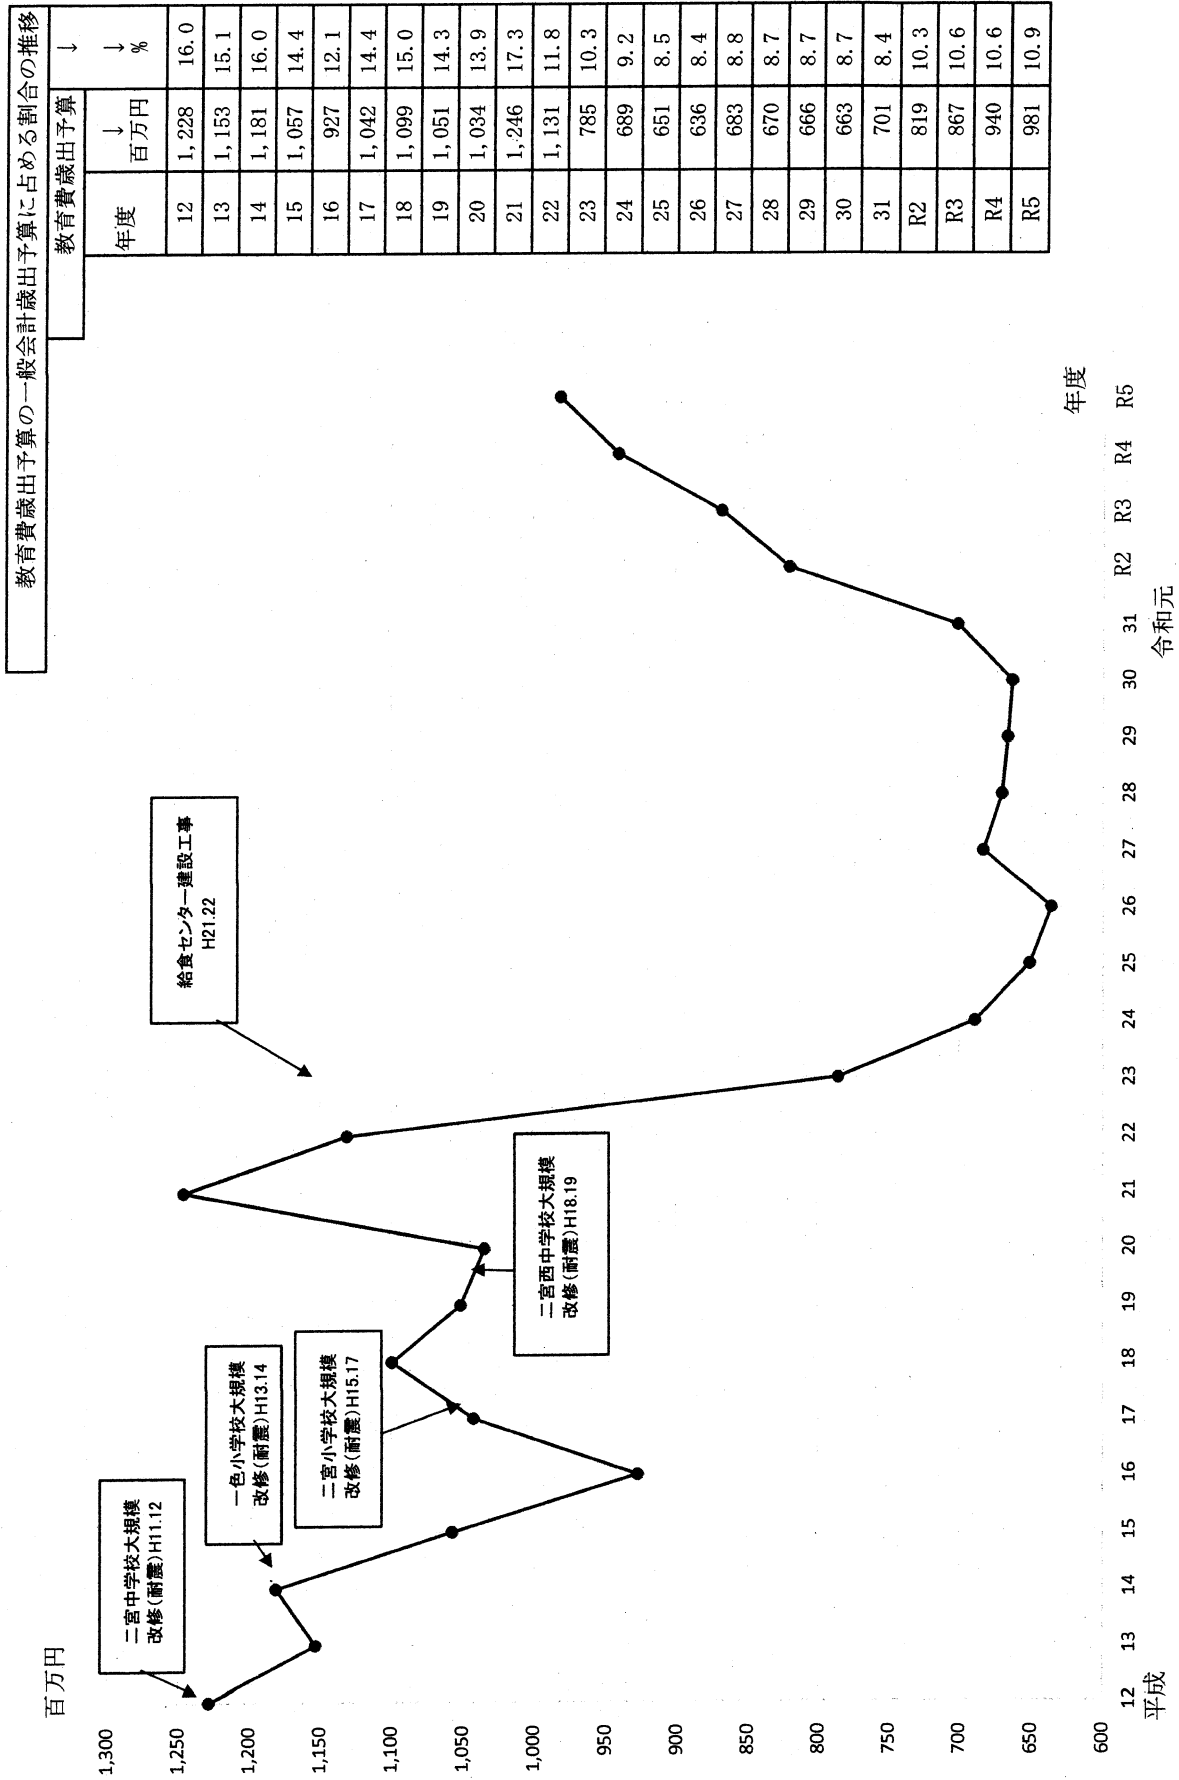 教育費歳出予算の一般会計歳出予算に占める割合の推移
教育費歳出予算 ↓
年度 ↓百万円 ↓%
12 1,228 16.0
13 1,153 15.1
14 1,181 16.0
15 1,057 14.4
16 927 12.1
17 1,042 14.4
18 1,099 15.0
19 1,051 14.3
20 1,034 13.9
21 1,246 17.3
22 1,131 11.8
23 785 10.3
24 689 9.2
25 651 8.5
26 636 8.4
27 683 8.8
28 670 8.7
29 666 8.7
30 663 8.7
31 701 8.4
R2 819 10.3
R3 867 10.6
R4 940 10.6
R5 981 10.9
百万円
1,300
1,250
1,200
1,150
1,100
1,050
1,000
950
900
850
800
750
700
650
600
二宮中学校大規模
改修(耐震)H11.12
一色小学校大規模
改修(耐震)H13.14
二宮小学校大規模
改修(耐震)H15.17
二宮西中学校大規模
改修(耐震)H18.19
給食センター建設工事
H21.22
年度
12 13 14 15 16 17 18 19 20 21 22 23 24 25 26 27 28 29 30 31 R2 R3 R4 R5
平成 令和元